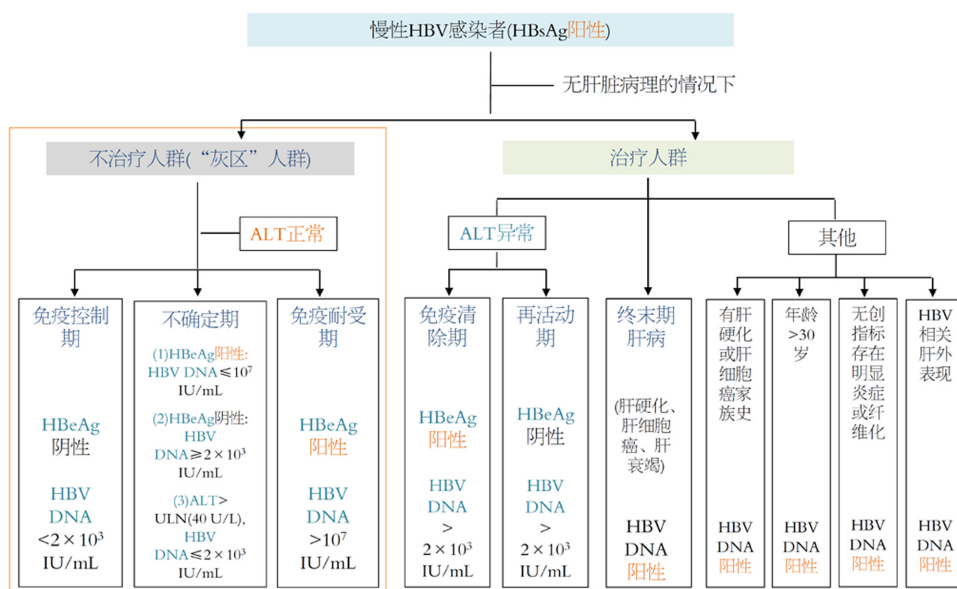 慢性HBV感染者(HBsAg阳性)
无肝脏病理的情况下
不治疗人群(“灰区”人群)
治疗人群
ALT正常
ALT异常
其他
免疫控制
期
HBeAg
阴性
HBV
DNA
<2×10³
IU/mL
不确定期
(1)HBeAg阳性:
HBV DNA≤10⁷
IU/mL
(2)HBeAg阴性:
HBV
DNA≥2×10³
IU/mL
(3)ALT>
ULN(40 U/L),
HBV
DNA≤2×10³
IU/mL
免疫耐受
期
HBeAg
阳性
HBV
DNA
>10⁷
IU/mL
免疫清
除期
HBeAg
阳性
HBV
DNA
>
2×10³
IU/mL
再活动
期
HBeAg
阴性
HBV
DNA
>
2×10³
IU/mL
终末期
肝病
(肝硬化、
肝细胞
癌、肝
衰竭)
HBV
DNA
阳性
有肝
硬化
或肝
细胞
癌家
族史
HBV
DNA
阳性
年龄
>30
岁
HBV
DNA
阳性
无创
指标
存在
明显
炎症
或纤
维化
HBV
DNA
阳性
HBV
相关
肝外
表现
HBV
DNA
阳性